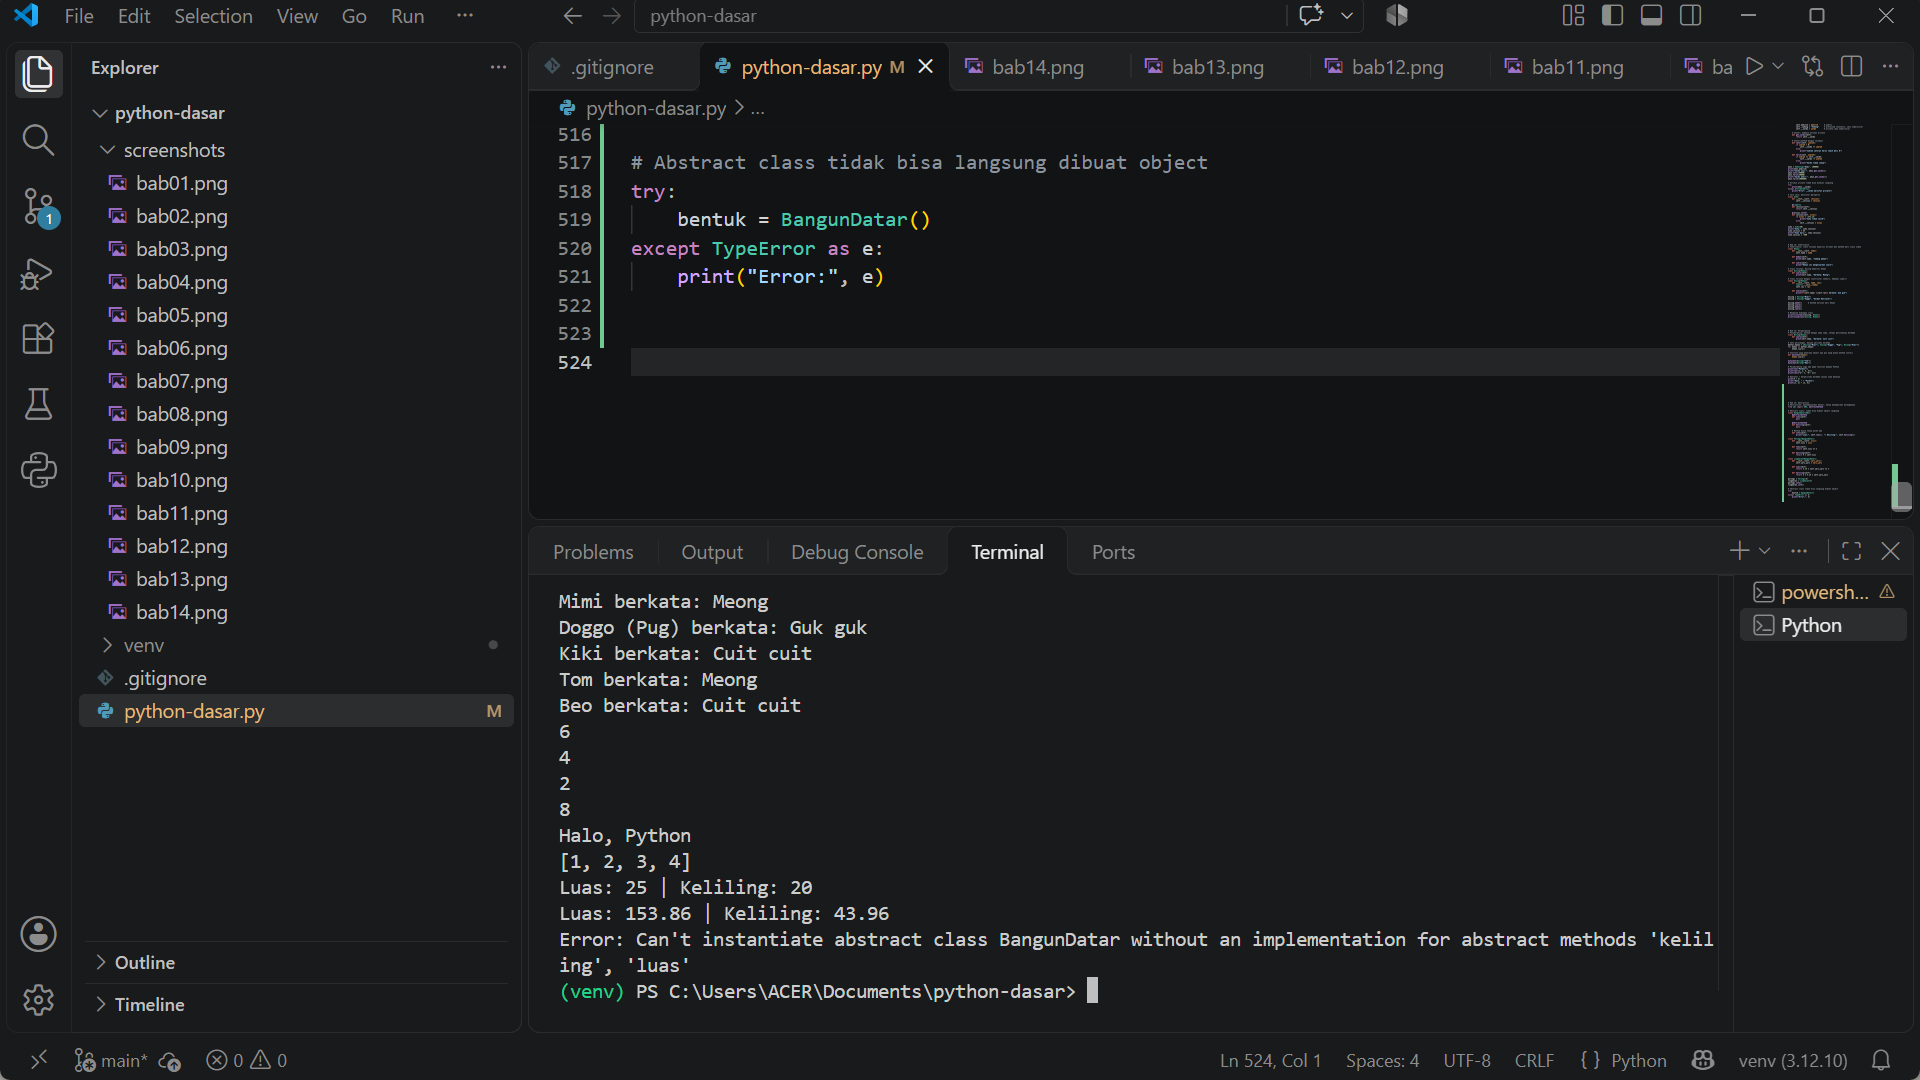 File Edit Selection View Go Run ... python-dasar
Explorer ...
python-dasar
screenshots
bab01.png
bab02.png
bab03.png
bab04.png
bab05.png
bab06.png
bab07.png
bab08.png
bab09.png
bab10.png
bab11.png
bab12.png
bab13.png
bab14.png
venv
.gitignore
python-dasar.py M
Outline
Timeline
.gitignore python-dasar.py M bab14.png bab13.png bab12.png bab11.png ba
python-dasar.py > ...
516
517 # Abstract class tidak bisa langsung dibuat object
518 try:
519 bentuk = BangunDatar()
520 except TypeError as e:
521 print("Error:", e)
522
523
524
Problems Output Debug Console Terminal Ports
Mimi berkata: Meong
Doggo (Pug) berkata: Guk guk
Kiki berkata: Cuit cuit
Tom berkata: Meong
Beo berkata: Cuit cuit
6
4
2
8
Halo, Python
[1, 2, 3, 4]
Luas: 25 | Keliling: 20
Luas: 153.86 | Keliling: 43.96
Error: Can't instantiate abstract class BangunDatar without an implementation for abstract methods 'kelil
ing', 'luas'
(venv) PS C:\Users\ACER\Documents\python-dasar>
powersh...
Python
1
main* 0 0 Ln 524, Col 1 Spaces: 4 UTF-8 CRLF { } Python venv (3.12.10)